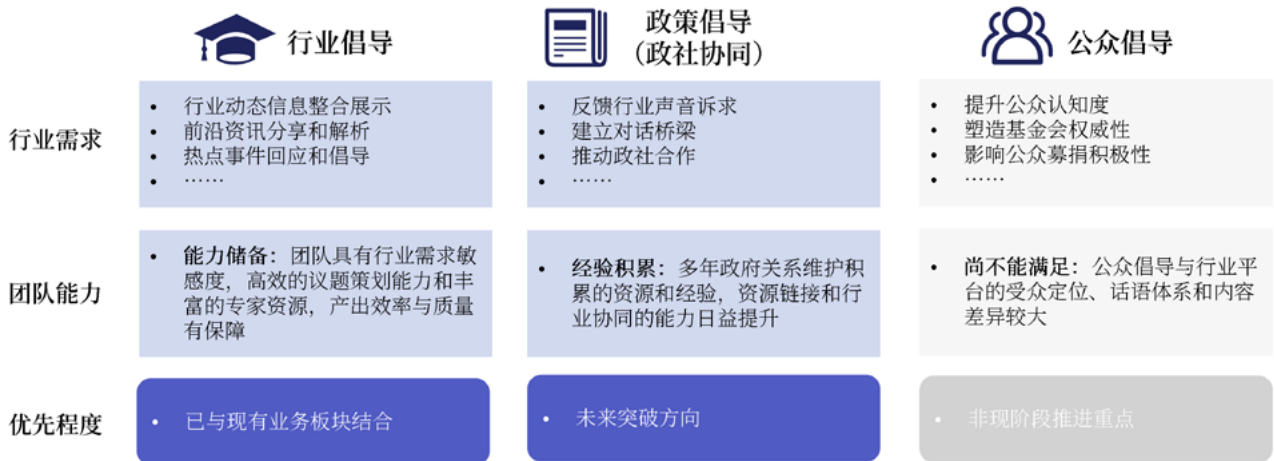 行业倡导
政策倡导
（政社协同）
公众倡导
行业需求
• 行业动态信息整合展示
• 前沿资讯分享和解析
• 热点事件回应和倡导
• ……
• 反馈行业声音诉求
• 建立对话桥梁
• 推动政社合作
• ……
• 提升公众认知度
• 塑造基金会权威性
• 影响公众募捐积极性
• ……
团队能力
• 能力储备：团队具有行业需求敏
感度，高效的议题策划能力和丰
富的专家资源，产出效率与质量
有保障
• 经验积累：多年政府关系维护积
累的资源和经验，资源链接和行
业协同的能力日益提升
• 尚不能满足：公众倡导与行业平
台的受众定位、话语体系和内容
差异较大
优先程度
• 已与现有业务板块结合
• 未来突破方向
• 非现阶段推进重点